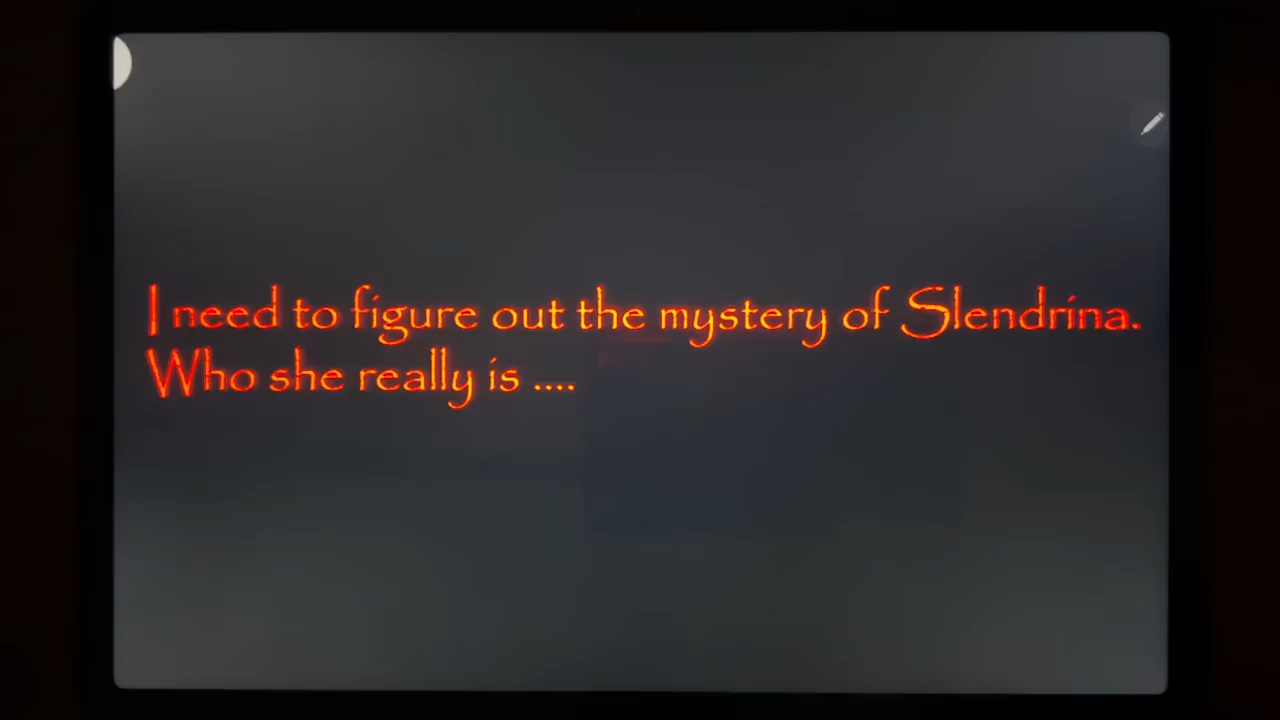 I need to figure out the mystery of Slendrina.
Who she really is ....